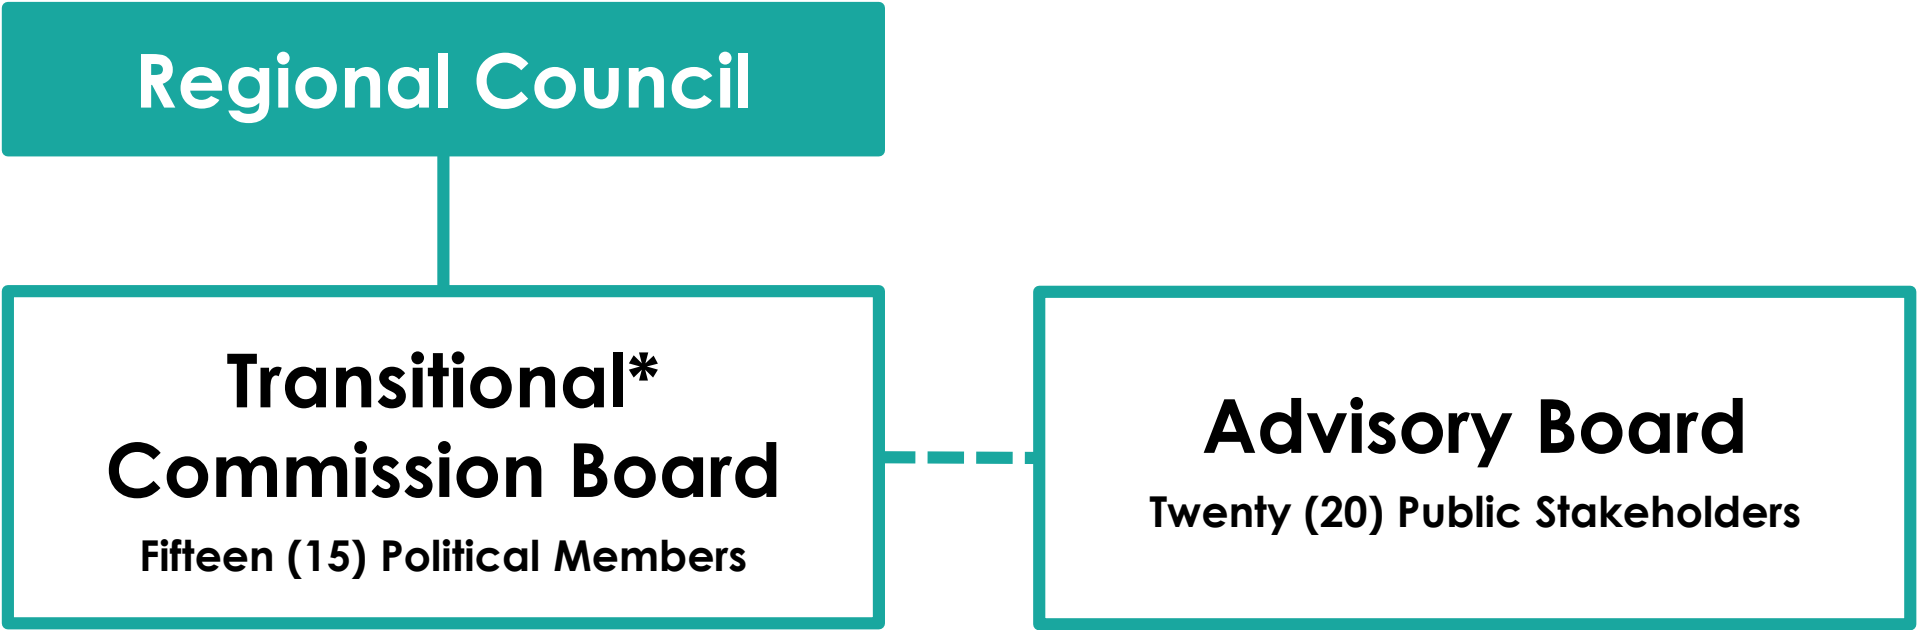 Regional Council
Transitional*
Commission Board
Fifteen (15) Political Members
Advisory Board
Twenty (20) Public Stakeholders